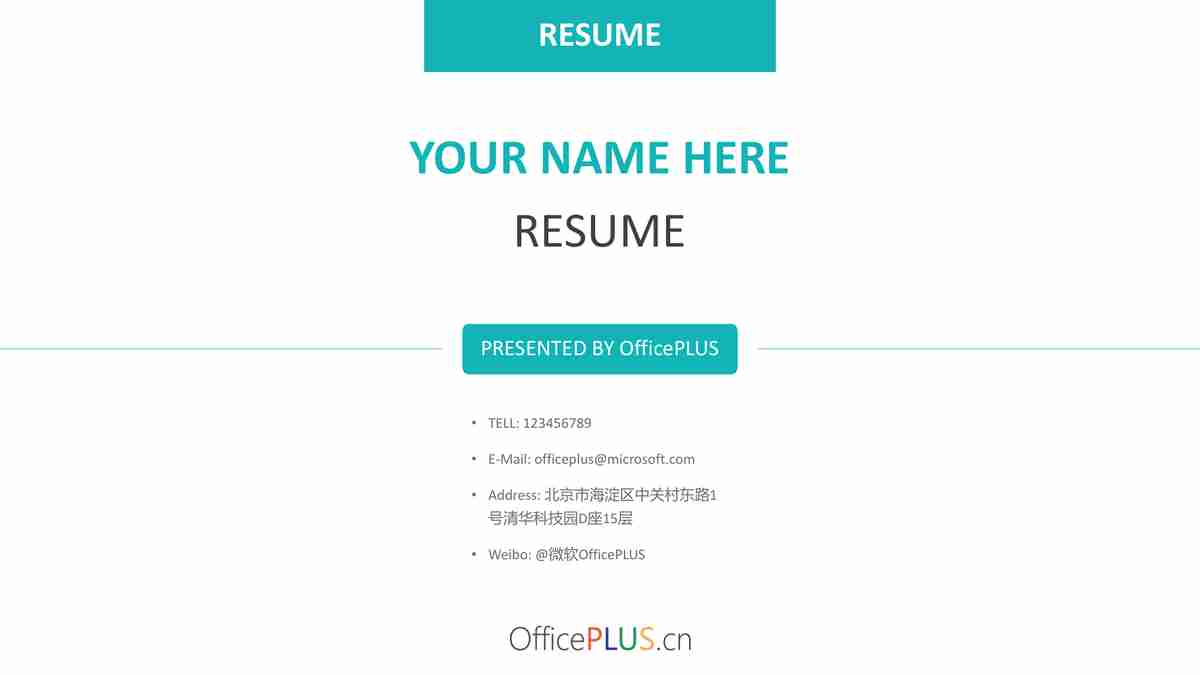 RESUME
YOUR NAME HERE
RESUME
PRESENTED BY OfficePLUS
• TELL: 123456789
• E-Mail: officeplus@microsoft.com
• Address: 北京市海淀区中关村东路1
号清华科技园D座15层
• Weibo: @微软OfficePLUS
OfficePLUS.cn